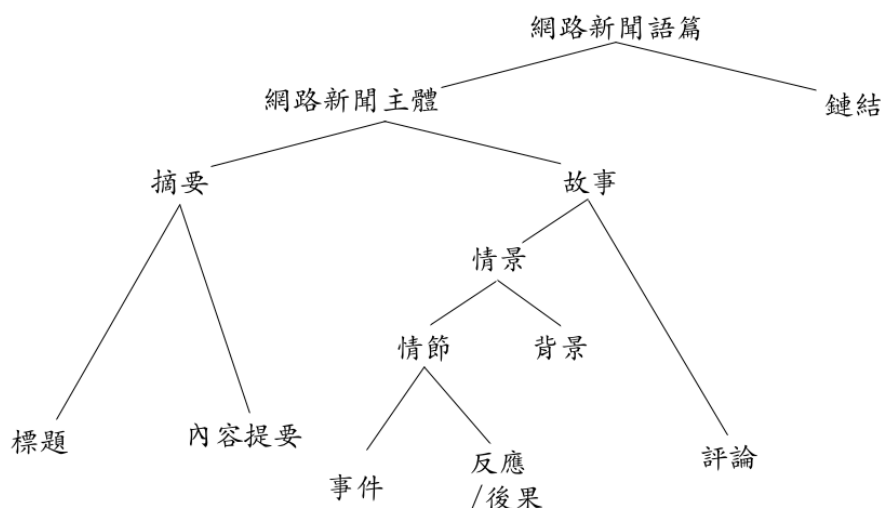 網路新聞語篇
網路新聞主體
鏈結
摘要
故事
情景
情節
背景
標題
內容提要
事件
反應
/後果
評論